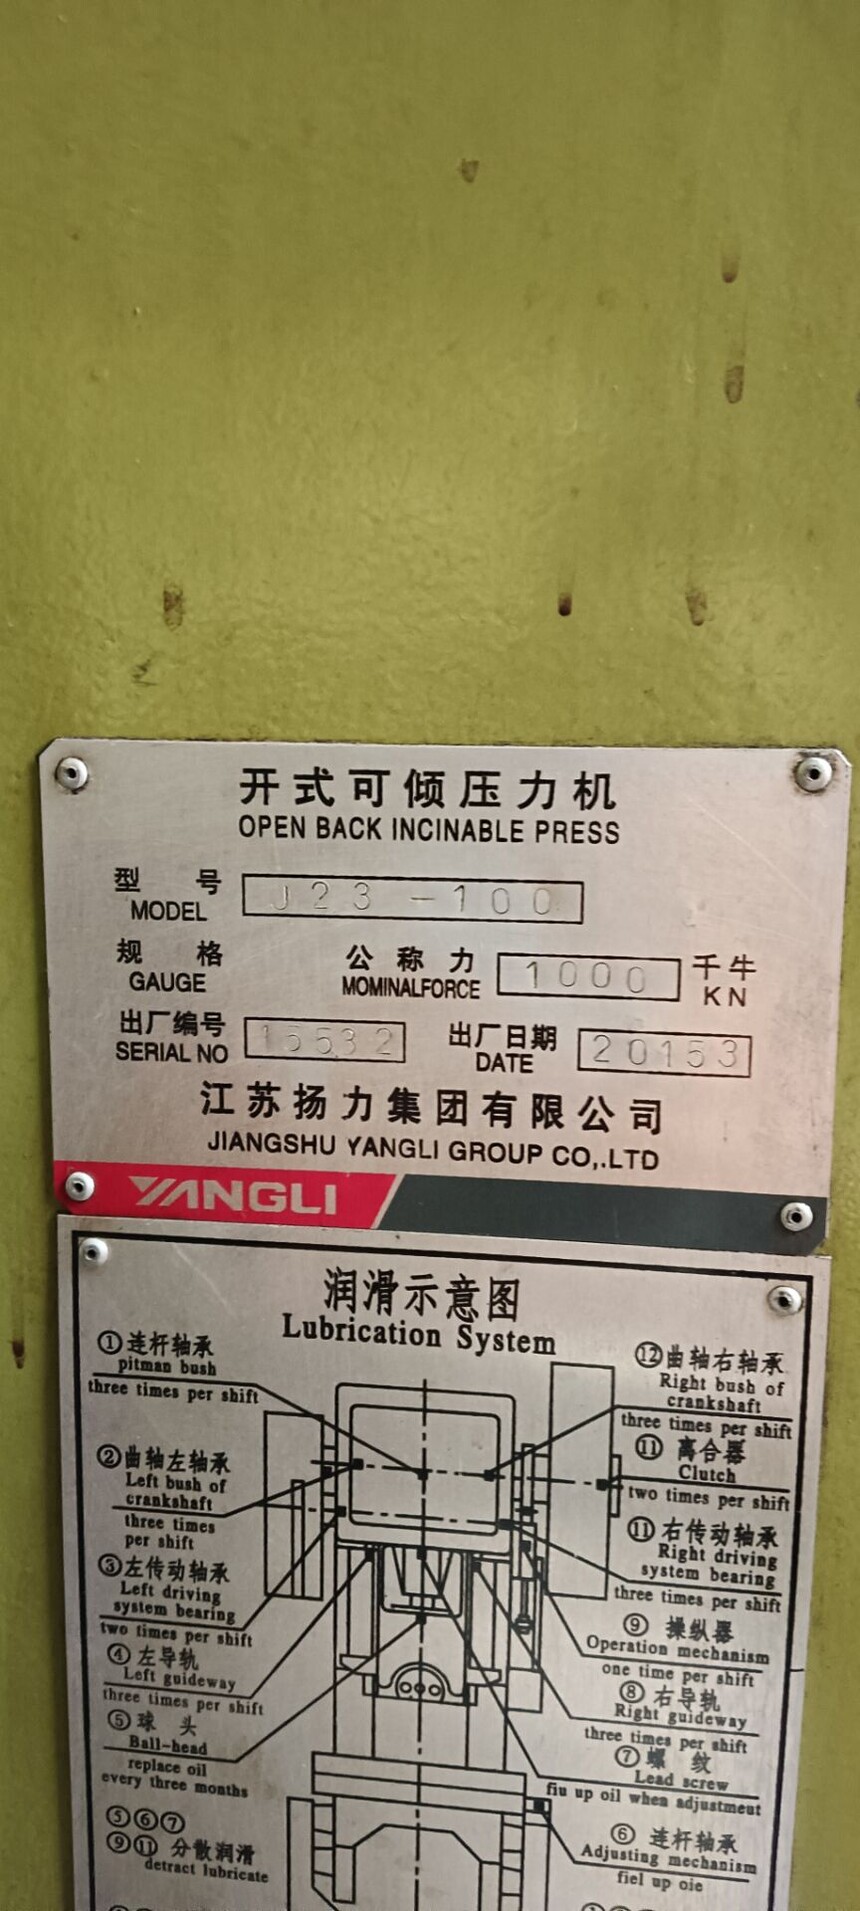 开式可倾压力机
OPEN BACK INCINABLE PRESS
型 号
MODEL
J23-100
规 格
GAUGE
公称力
MOMINALFORCE
1000
千牛
KN
出厂编号
SERIAL NO
15532
出厂日期
DATE
20153
江苏扬力集团有限公司
JIANGSHU YANGLI GROUP CO,.LTD
YANGLI
润滑示意图
Lubrication System
①连杆轴承
pitman bush
three times per shift
②曲轴左轴承
Left bush of
crankshaft
three times
per shift
③左传动轴承
Left driving
system bearing
two times per shift
④左导轨
Left guideway
three times per shift
⑤球 头
Ball-head
replace oil
every three months
⑤⑥⑦
⑨⑪ 分散润滑
detract lubricate
⑫曲轴右轴承
Right bush of
crankshaft
three times per shift
⑪ 离合器
Clutch
two times per shift
⑪右传动轴承
Right driving
system bearing
three times per shift
⑨ 操纵器
Operation mechanism
one time per shift
⑧右导轨
Right guideway
three times per shift
⑦螺 纹
Lead screw
fiu up oil when adjustmeut
⑥ 连杆轴承
Adjusting mechanism
fiel up oie